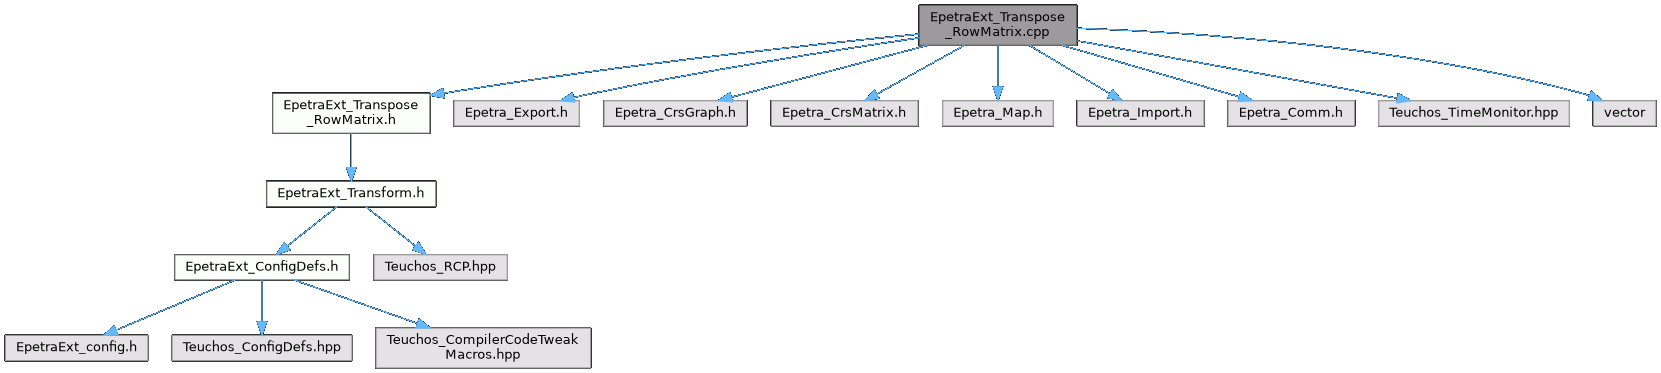 EpetraExt_Transpose
_RowMatrix.cpp
EpetraExt_Transpose
_RowMatrix.h
Epetra_Export.h
Epetra_CrsGraph.h
Epetra_CrsMatrix.h
Epetra_Map.h
Epetra_Import.h
Epetra_Comm.h
Teuchos_TimeMonitor.hpp
vector
EpetraExt_Transform.h
EpetraExt_ConfigDefs.h
Teuchos_RCP.hpp
EpetraExt_config.h
Teuchos_ConfigDefs.hpp
Teuchos_CompilerCodeTweak
Macros.hpp